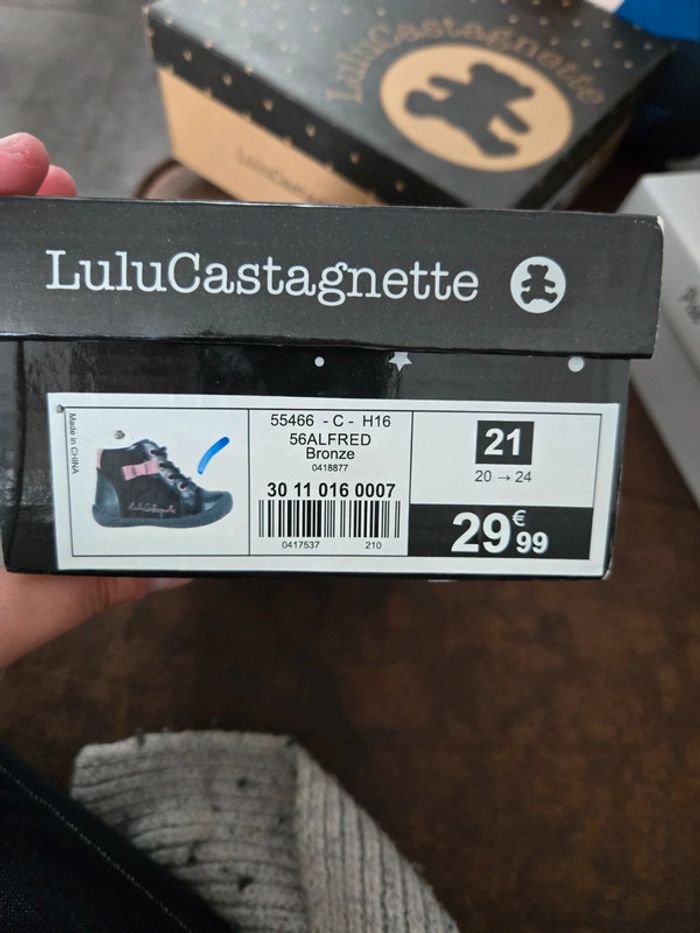 LuluCastagnette
LuluCastagnette
Made in CHINA
55466 - C - H16
56ALFRED
Bronze
0418877
30 11 016 0007
0417537 210
21
20 → 24
29€99